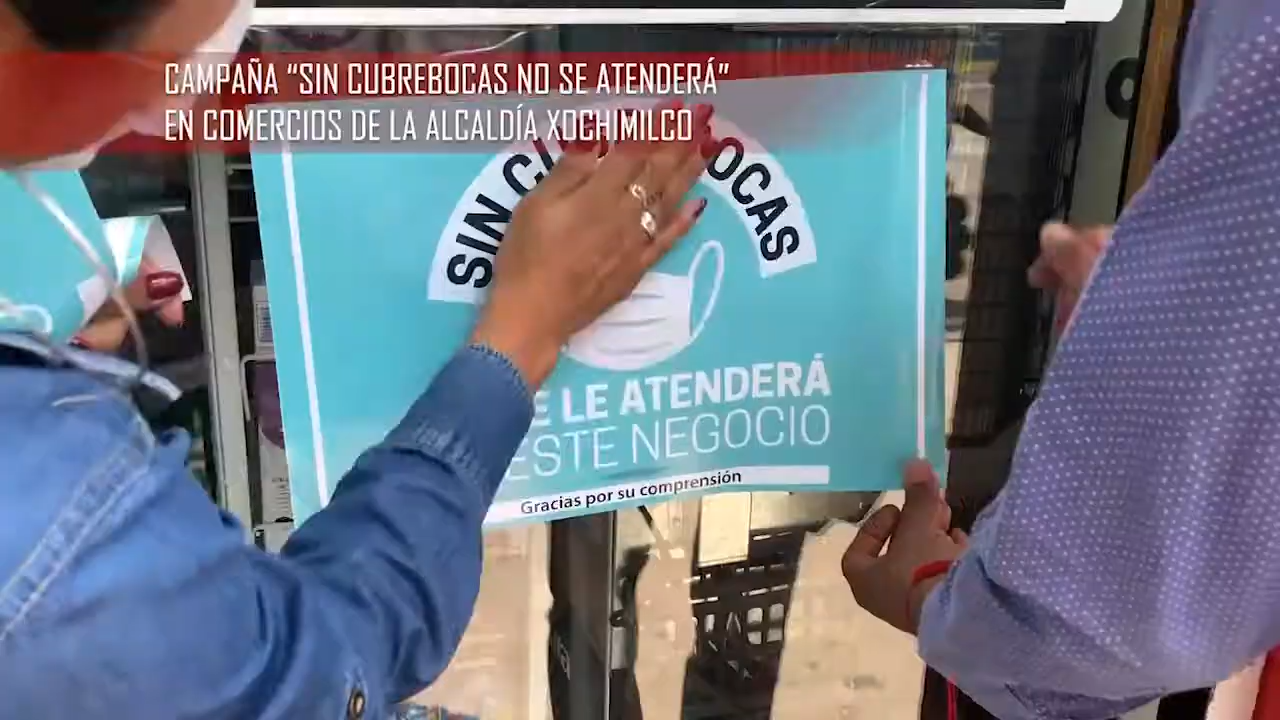 CAMPAÑA “SIN CUBREBOCAS NO SE ATENDERÁ”
EN COMERCIOS DE LA ALCALDÍA XOCHIMILCO
SIN
LE ATENDERÁ
ESTE NEGOCIO
Gracias por su comprensión